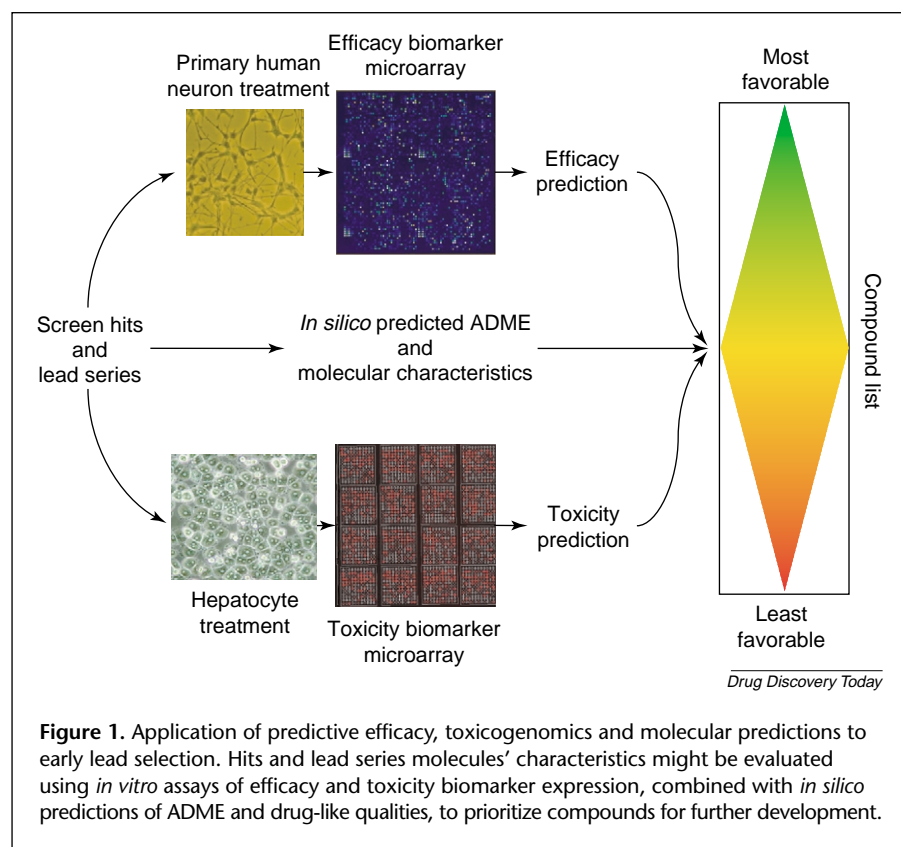 Primary human
neuron treatment
Efficacy biomarker
microarray
Efficacy
prediction
Most
favorable
Screen hits
and
lead series
In silico predicted ADME
and
molecular characteristics
Compound list
Hepatocyte
treatment
Toxicity biomarker
microarray
Toxicity
prediction
Least
favorable
Drug Discovery Today
Figure 1. Application of predictive efficacy, toxicogenomics and molecular predictions to
early lead selection. Hits and lead series molecules’ characteristics might be evaluated
using in vitro assays of efficacy and toxicity biomarker expression, combined with in silico
predictions of ADME and drug-like qualities, to prioritize compounds for further development.